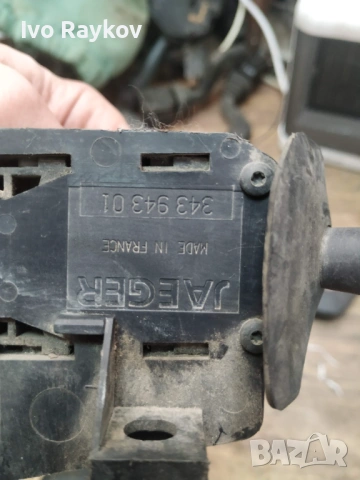 Ivo Raykov
343 943 01
MADE IN FRANCE
JAEGER
BAZAR